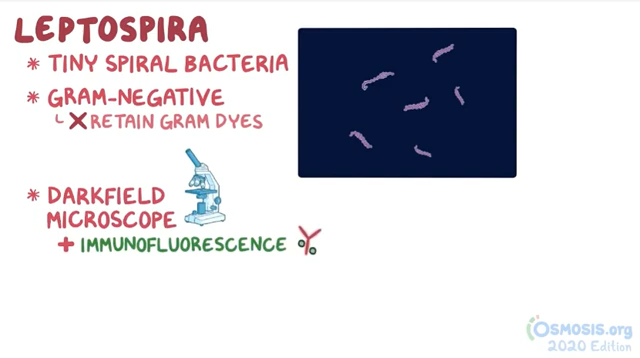 LEPTOSPIRA
* TINY SPIRAL BACTERIA
* GRAM-NEGATIVE
X RETAIN GRAM DYES
* DARKFIELD
MICROSCOPE
+ IMMUNOFLUORESCENCE
OSMOSIS.org
2020 Edition